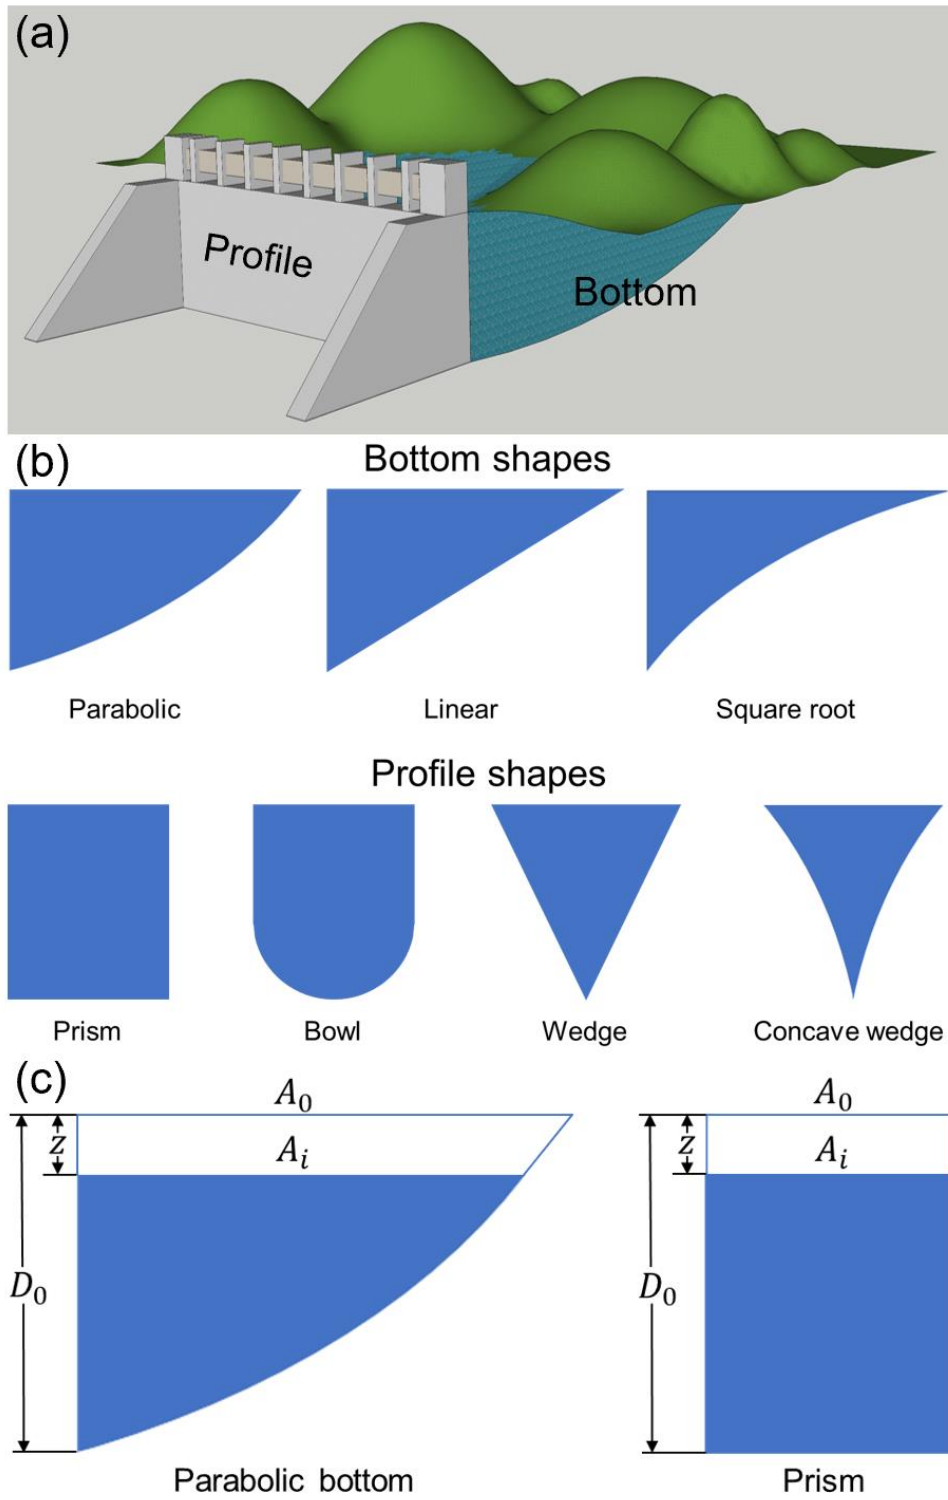 (a)
Profile
Bottom
(b)
Bottom shapes
Parabolic
Linear
Square root
Profile shapes
Prism
Bowl
Wedge
Concave wedge
(c)
A₀
z
Aᵢ
D₀
Parabolic bottom
A₀
z
Aᵢ
D₀
Prism